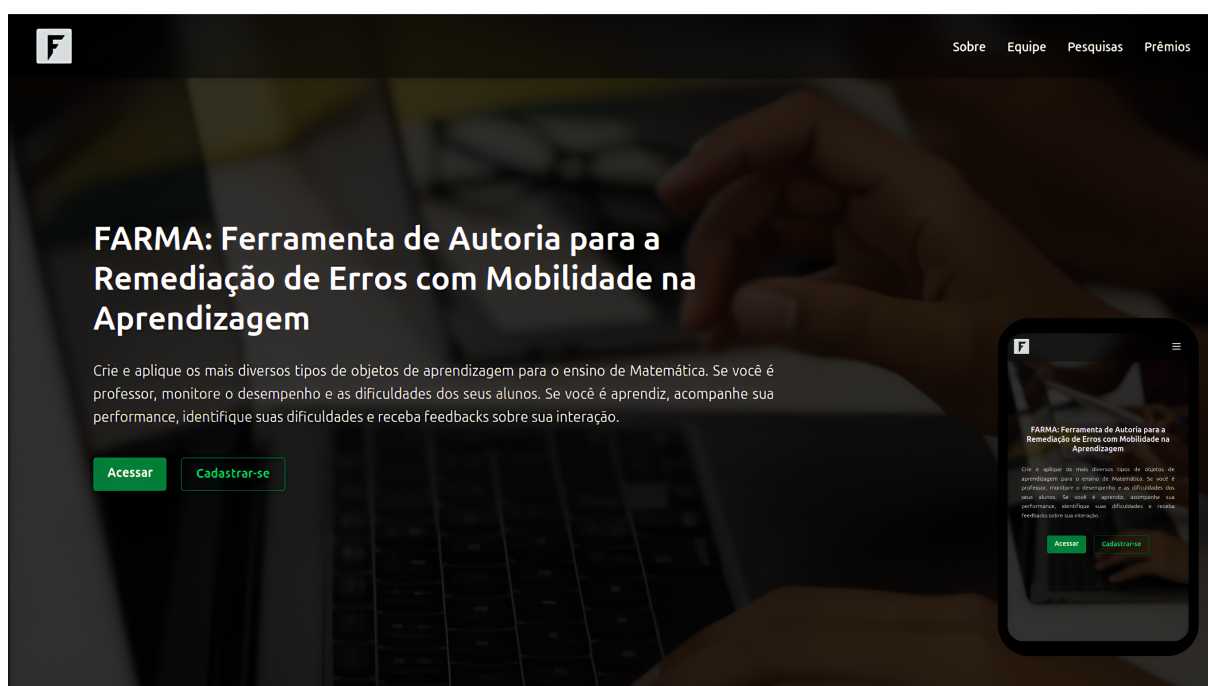 F
Sobre Equipe Pesquisas Prêmios
FARMA: Ferramenta de Autoria para a
Remediação de Erros com Mobilidade na
Aprendizagem
Crie e aplique os mais diversos tipos de objetos de aprendizagem para o ensino de Matemática. Se você é
professor, monitore o desempenho e as dificuldades dos seus alunos. Se você é aprendiz, acompanhe sua
performance, identifique suas dificuldades e receba feedbacks sobre sua interação.
Acessar Cadastrar-se
F
FARMA: Ferramenta de Autoria para a
Remediação de Erros com Mobilidade na
Aprendizagem
Crie e aplique os mais diversos tipos de objetos de
aprendizagem para o ensino de Matemática. Se você é
professor, monitore o desempenho e as dificuldades dos
seus alunos. Se você é aprendiz, acompanhe sua
performance, identifique suas dificuldades e receba
feedbacks sobre sua interação.
Acessar Cadastrar-se